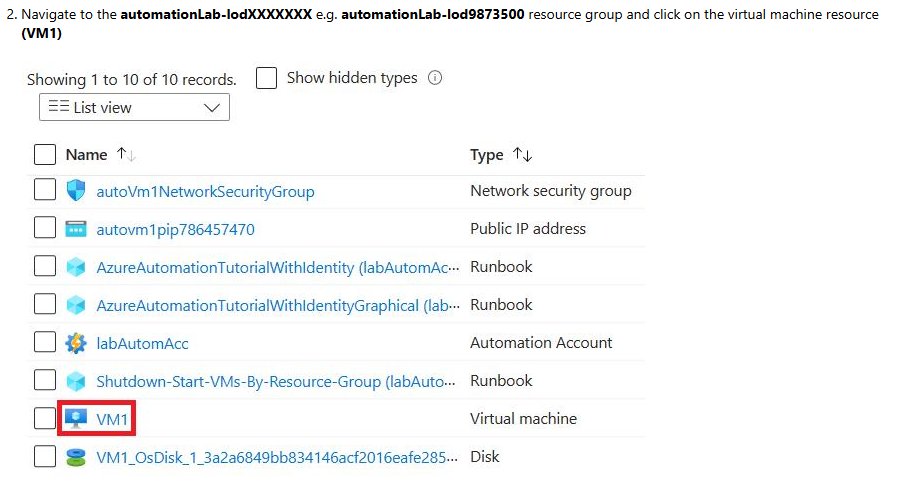 2. Navigate to the automationLab-lodXXXXXXX e.g. automationLab-lod9873500 resource group and click on the virtual machine resource
(VM1)
Showing 1 to 10 of 10 records. Show hidden types
List view
Name Type
autoVm1NetworkSecurityGroup Network security group
autovm1pip786457470 Public IP address
AzureAutomationTutorialWithIdentity (labAutomAc··· Runbook
AzureAutomationTutorialWithIdentityGraphical (lab··· Runbook
labAutomAcc Automation Account
Shutdown-Start-VMs-By-Resource-Group (labAuto··· Runbook
VM1 Virtual machine
VM1_OsDisk_1_3a2a6849bb834146acf2016eafe285··· Disk